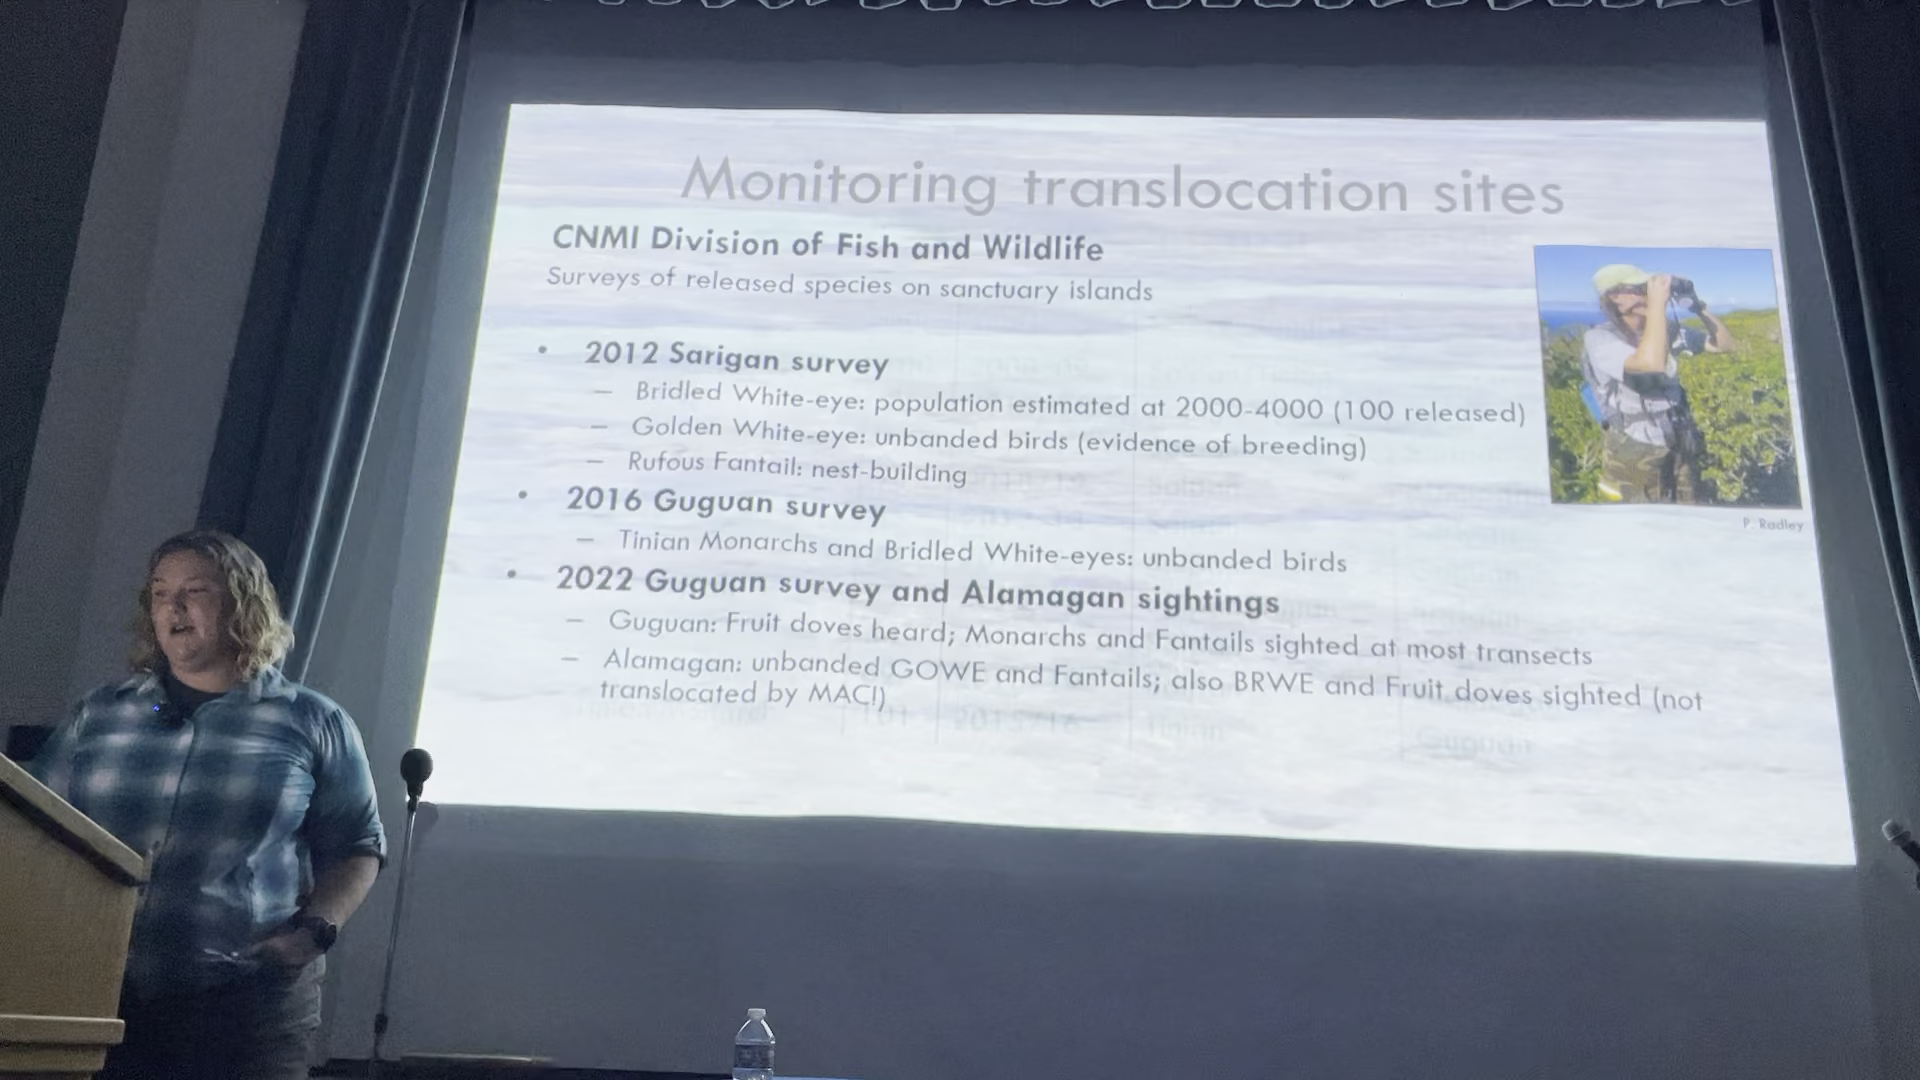 Monitoring translocation sites
CNMI Division of Fish and Wildlife
Surveys of released species on sanctuary islands
• 2012 Sarigan survey
– Bridled White-eye: population estimated at 2000-4000 (100 released)
– Golden White-eye: unbanded birds (evidence of breeding)
– Rufous Fantail: nest-building
• 2016 Guguan survey
– Tinian Monarchs and Bridled White-eyes: unbanded birds
• 2022 Guguan survey and Alamagan sightings
– Guguan: Fruit doves heard; Monarchs and Fantails sighted at most transects
– Alamagan: unbanded GOWE and Fantails; also BRWE and Fruit doves sighted (not
translocated by MAC!)
P. Radley